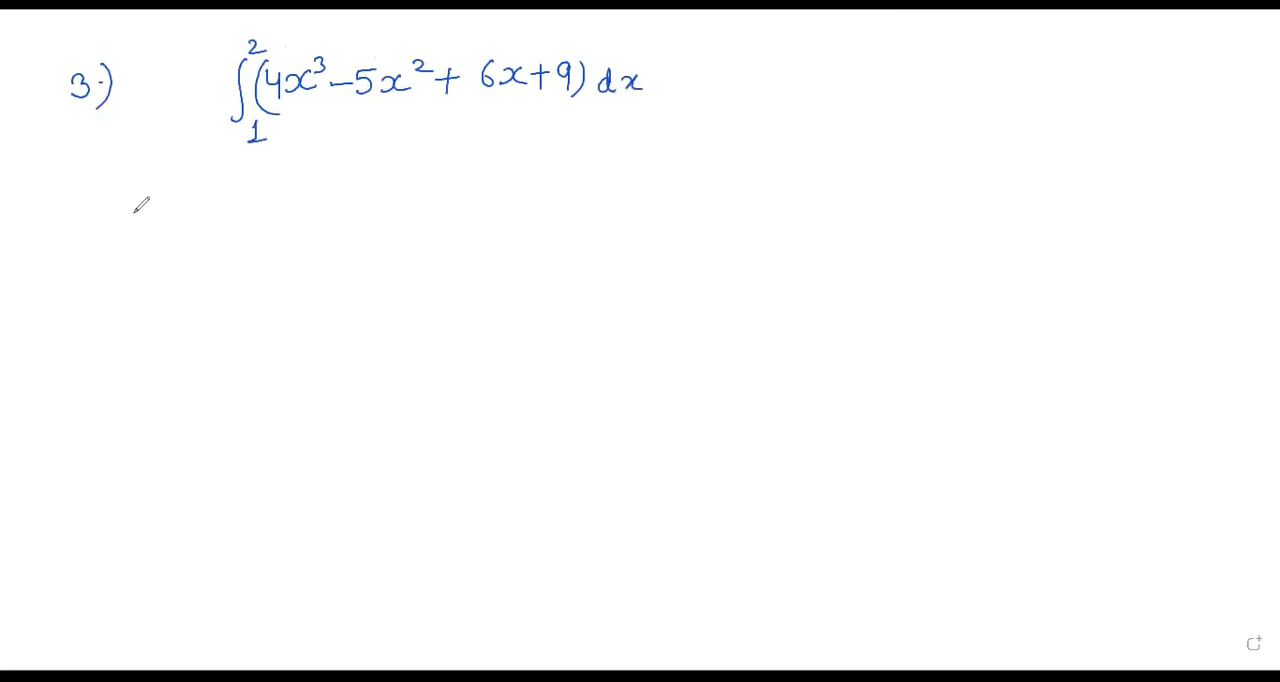 3.) ∫₁² (4x³ – 5x² + 6x + 9) dx